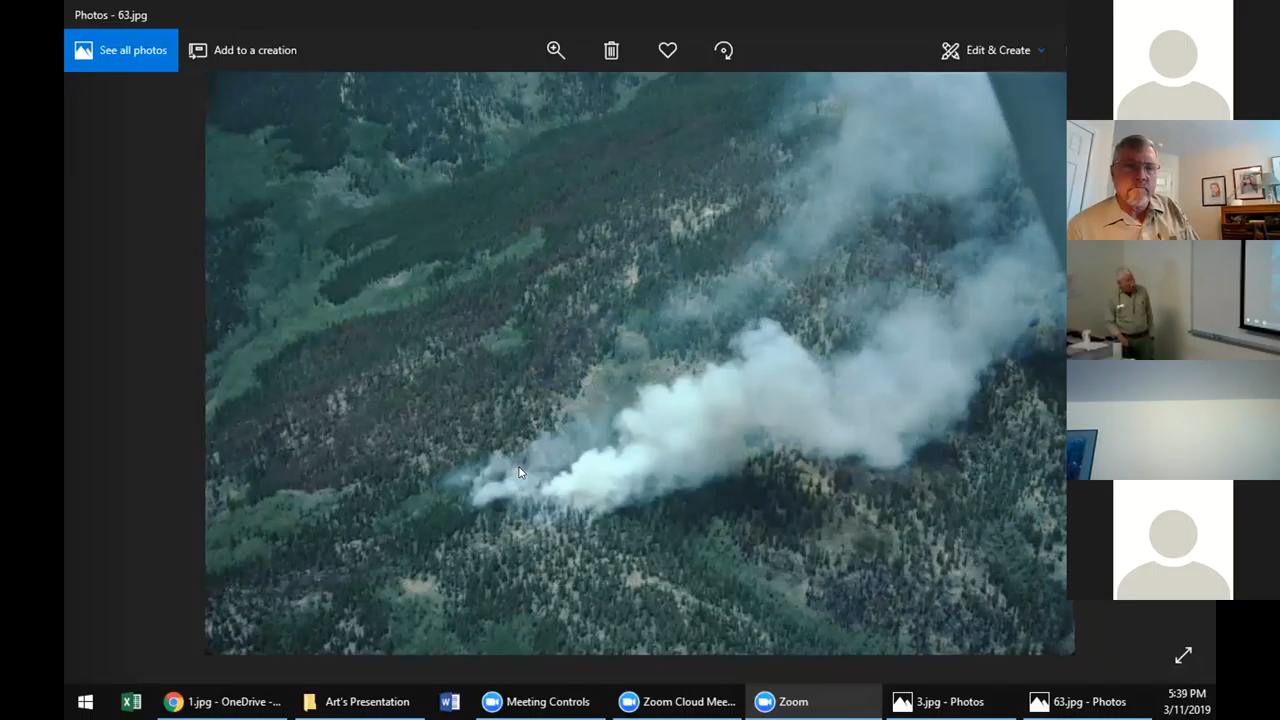 Photos - 63.jpg
See all photos
Add to a creation
Edit & Create
1.jpg - OneDrive -...
Art's Presentation
Meeting Controls
Zoom Cloud Mee...
Zoom
3.jpg - Photos
63.jpg - Photos
5:39 PM
3/11/2019